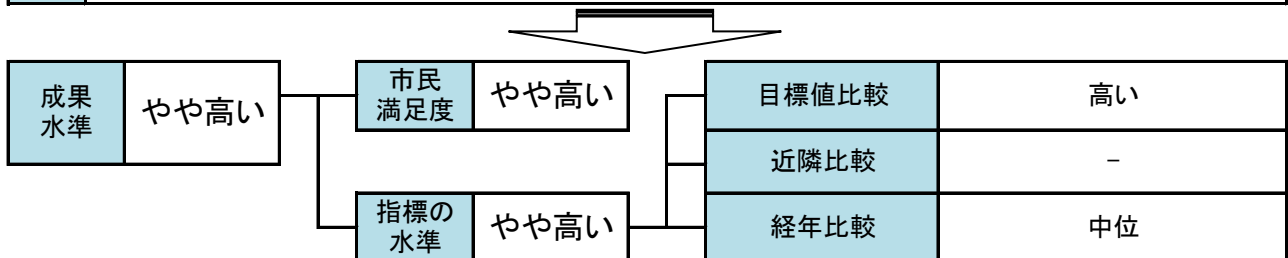 成果
水準
やや高い
市民
満足度
やや高い
指標の
水準
やや高い
目標値比較
高い
近隣比較
－
経年比較
中位